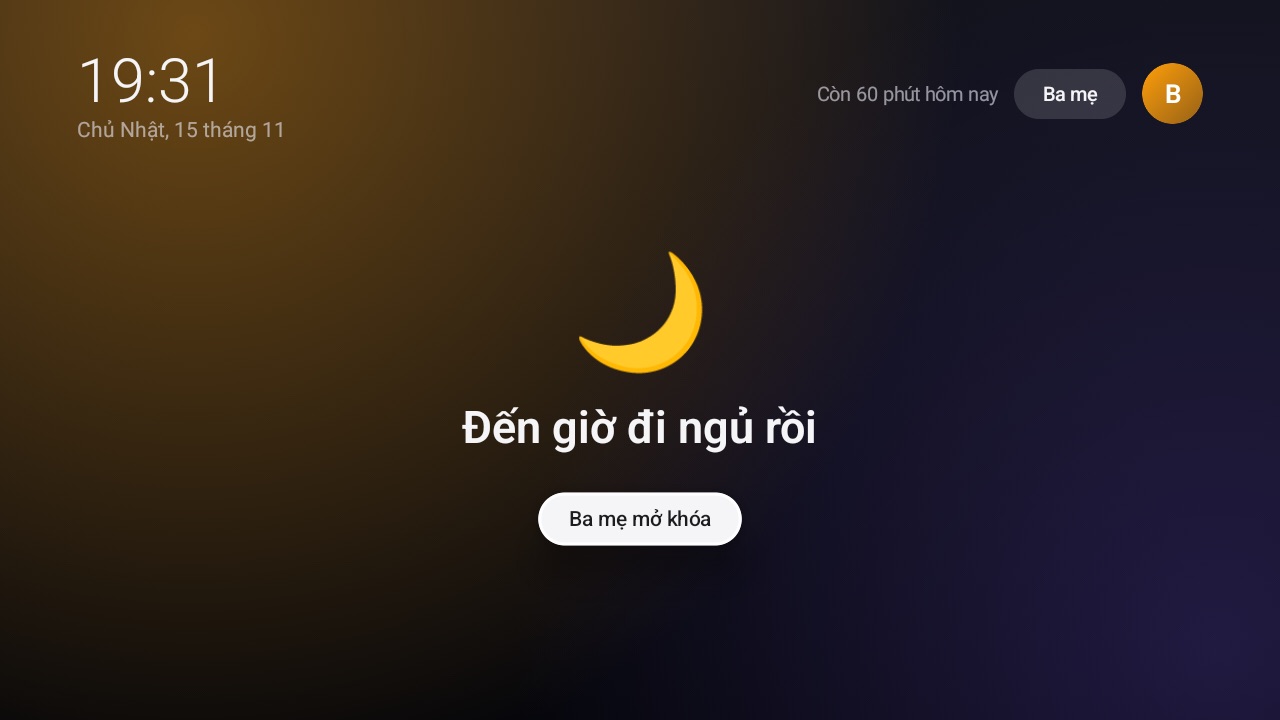 19:31
Chủ Nhật, 15 tháng 11
Còn 60 phút hôm nay
Ba mẹ
B
Đến giờ đi ngủ rồi
Ba mẹ mở khóa